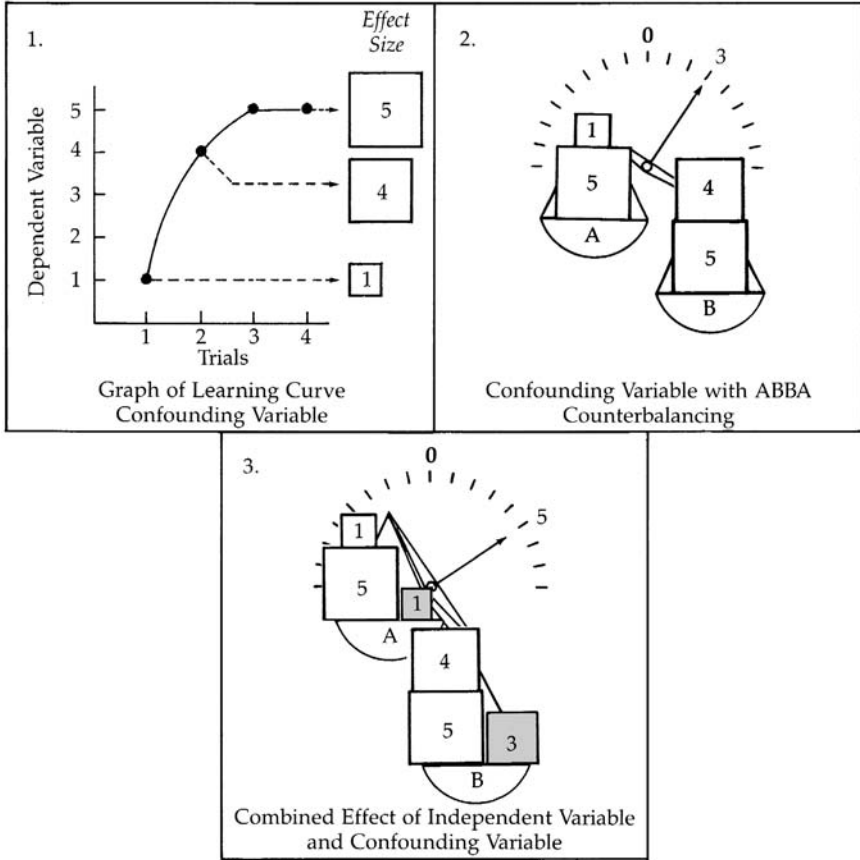 1.
Effect
Size
Dependent Variable
5
4
3
2
1
1 2 3 4
Trials
5
4
1
Graph of Learning Curve
Confounding Variable
2.
0
3
1
5
A
4
5
B
Confounding Variable with ABBA
Counterbalancing
3.
0
5
1
5
1
A
4
5
3
B
Combined Effect of Independent Variable
and Confounding Variable